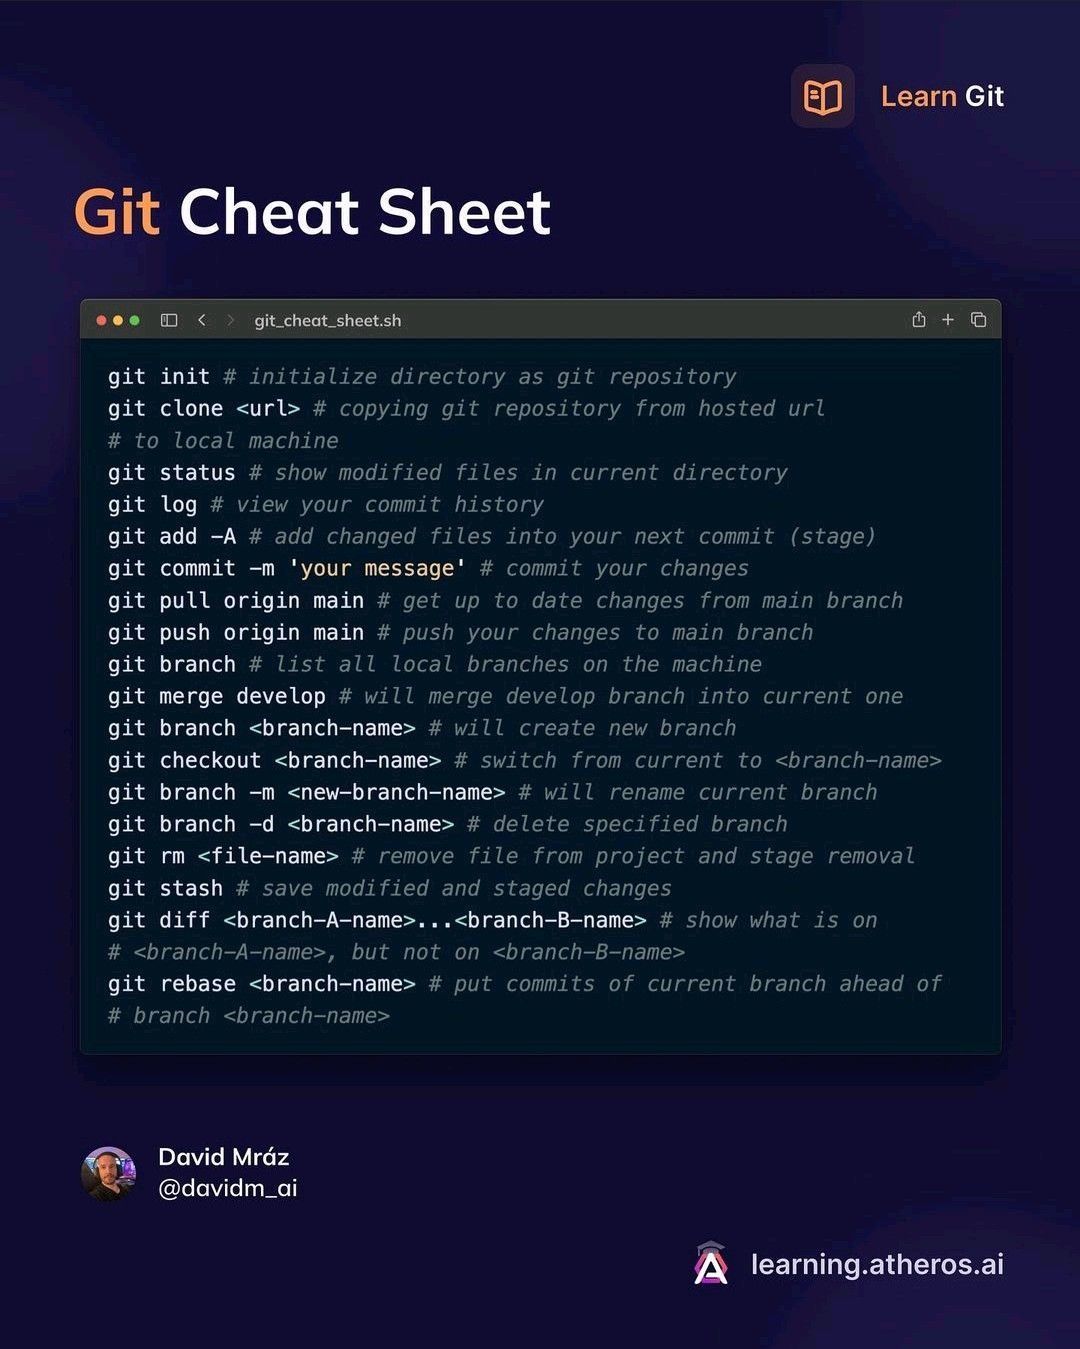 Learn Git
Git Cheat Sheet
git_cheat_sheet.sh
git init # initialize directory as git repository
git clone <url> # copying git repository from hosted url
# to local machine
git status # show modified files in current directory
git log # view your commit history
git add -A # add changed files into your next commit (stage)
git commit -m 'your message' # commit your changes
git pull origin main # get up to date changes from main branch
git push origin main # push your changes to main branch
git branch # list all local branches on the machine
git merge develop # will merge develop branch into current one
git branch <branch-name> # will create new branch
git checkout <branch-name> # switch from current to <branch-name>
git branch -m <new-branch-name> # will rename current branch
git branch -d <branch-name> # delete specified branch
git rm <file-name> # remove file from project and stage removal
git stash # save modified and staged changes
git diff <branch-A-name>...<branch-B-name> # show what is on
# <branch-A-name>, but not on <branch-B-name>
git rebase <branch-name> # put commits of current branch ahead of
# branch <branch-name>
David Mráz
@davidm_ai
learning.atheros.ai